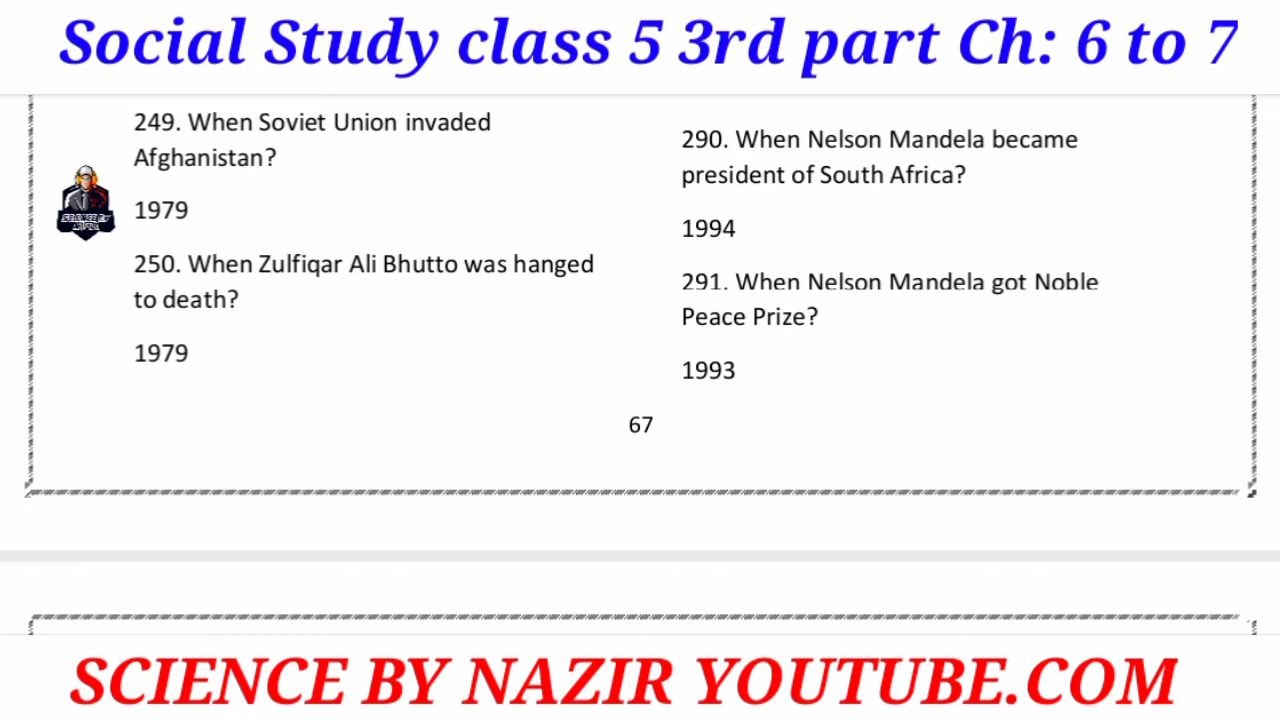 Social Study class 5 3rd part Ch: 6 to 7
249. When Soviet Union invaded
Afghanistan?
1979
250. When Zulfiqar Ali Bhutto was hanged
to death?
1979
290. When Nelson Mandela became
president of South Africa?
1994
291. When Nelson Mandela got Noble
Peace Prize?
1993
67
SCIENCE BY NAZIR YOUTUBE.COM